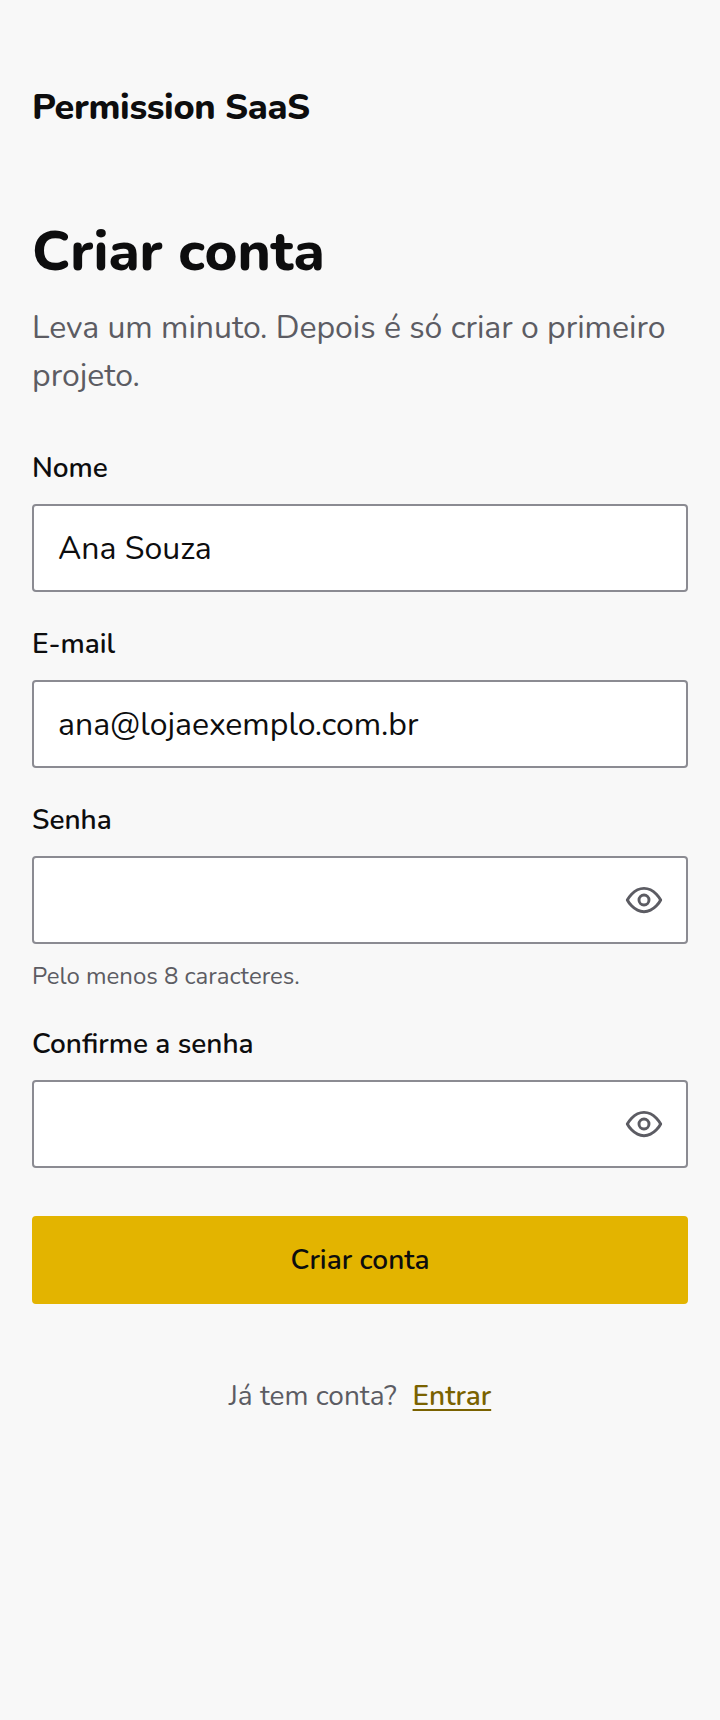 Permission SaaS
Criar conta
Leva um minuto. Depois é só criar o primeiro
projeto.
Nome
Ana Souza
E-mail
ana@lojaexemplo.com.br
Senha
Pelo menos 8 caracteres.
Confirme a senha
Criar conta
Já tem conta? Entrar